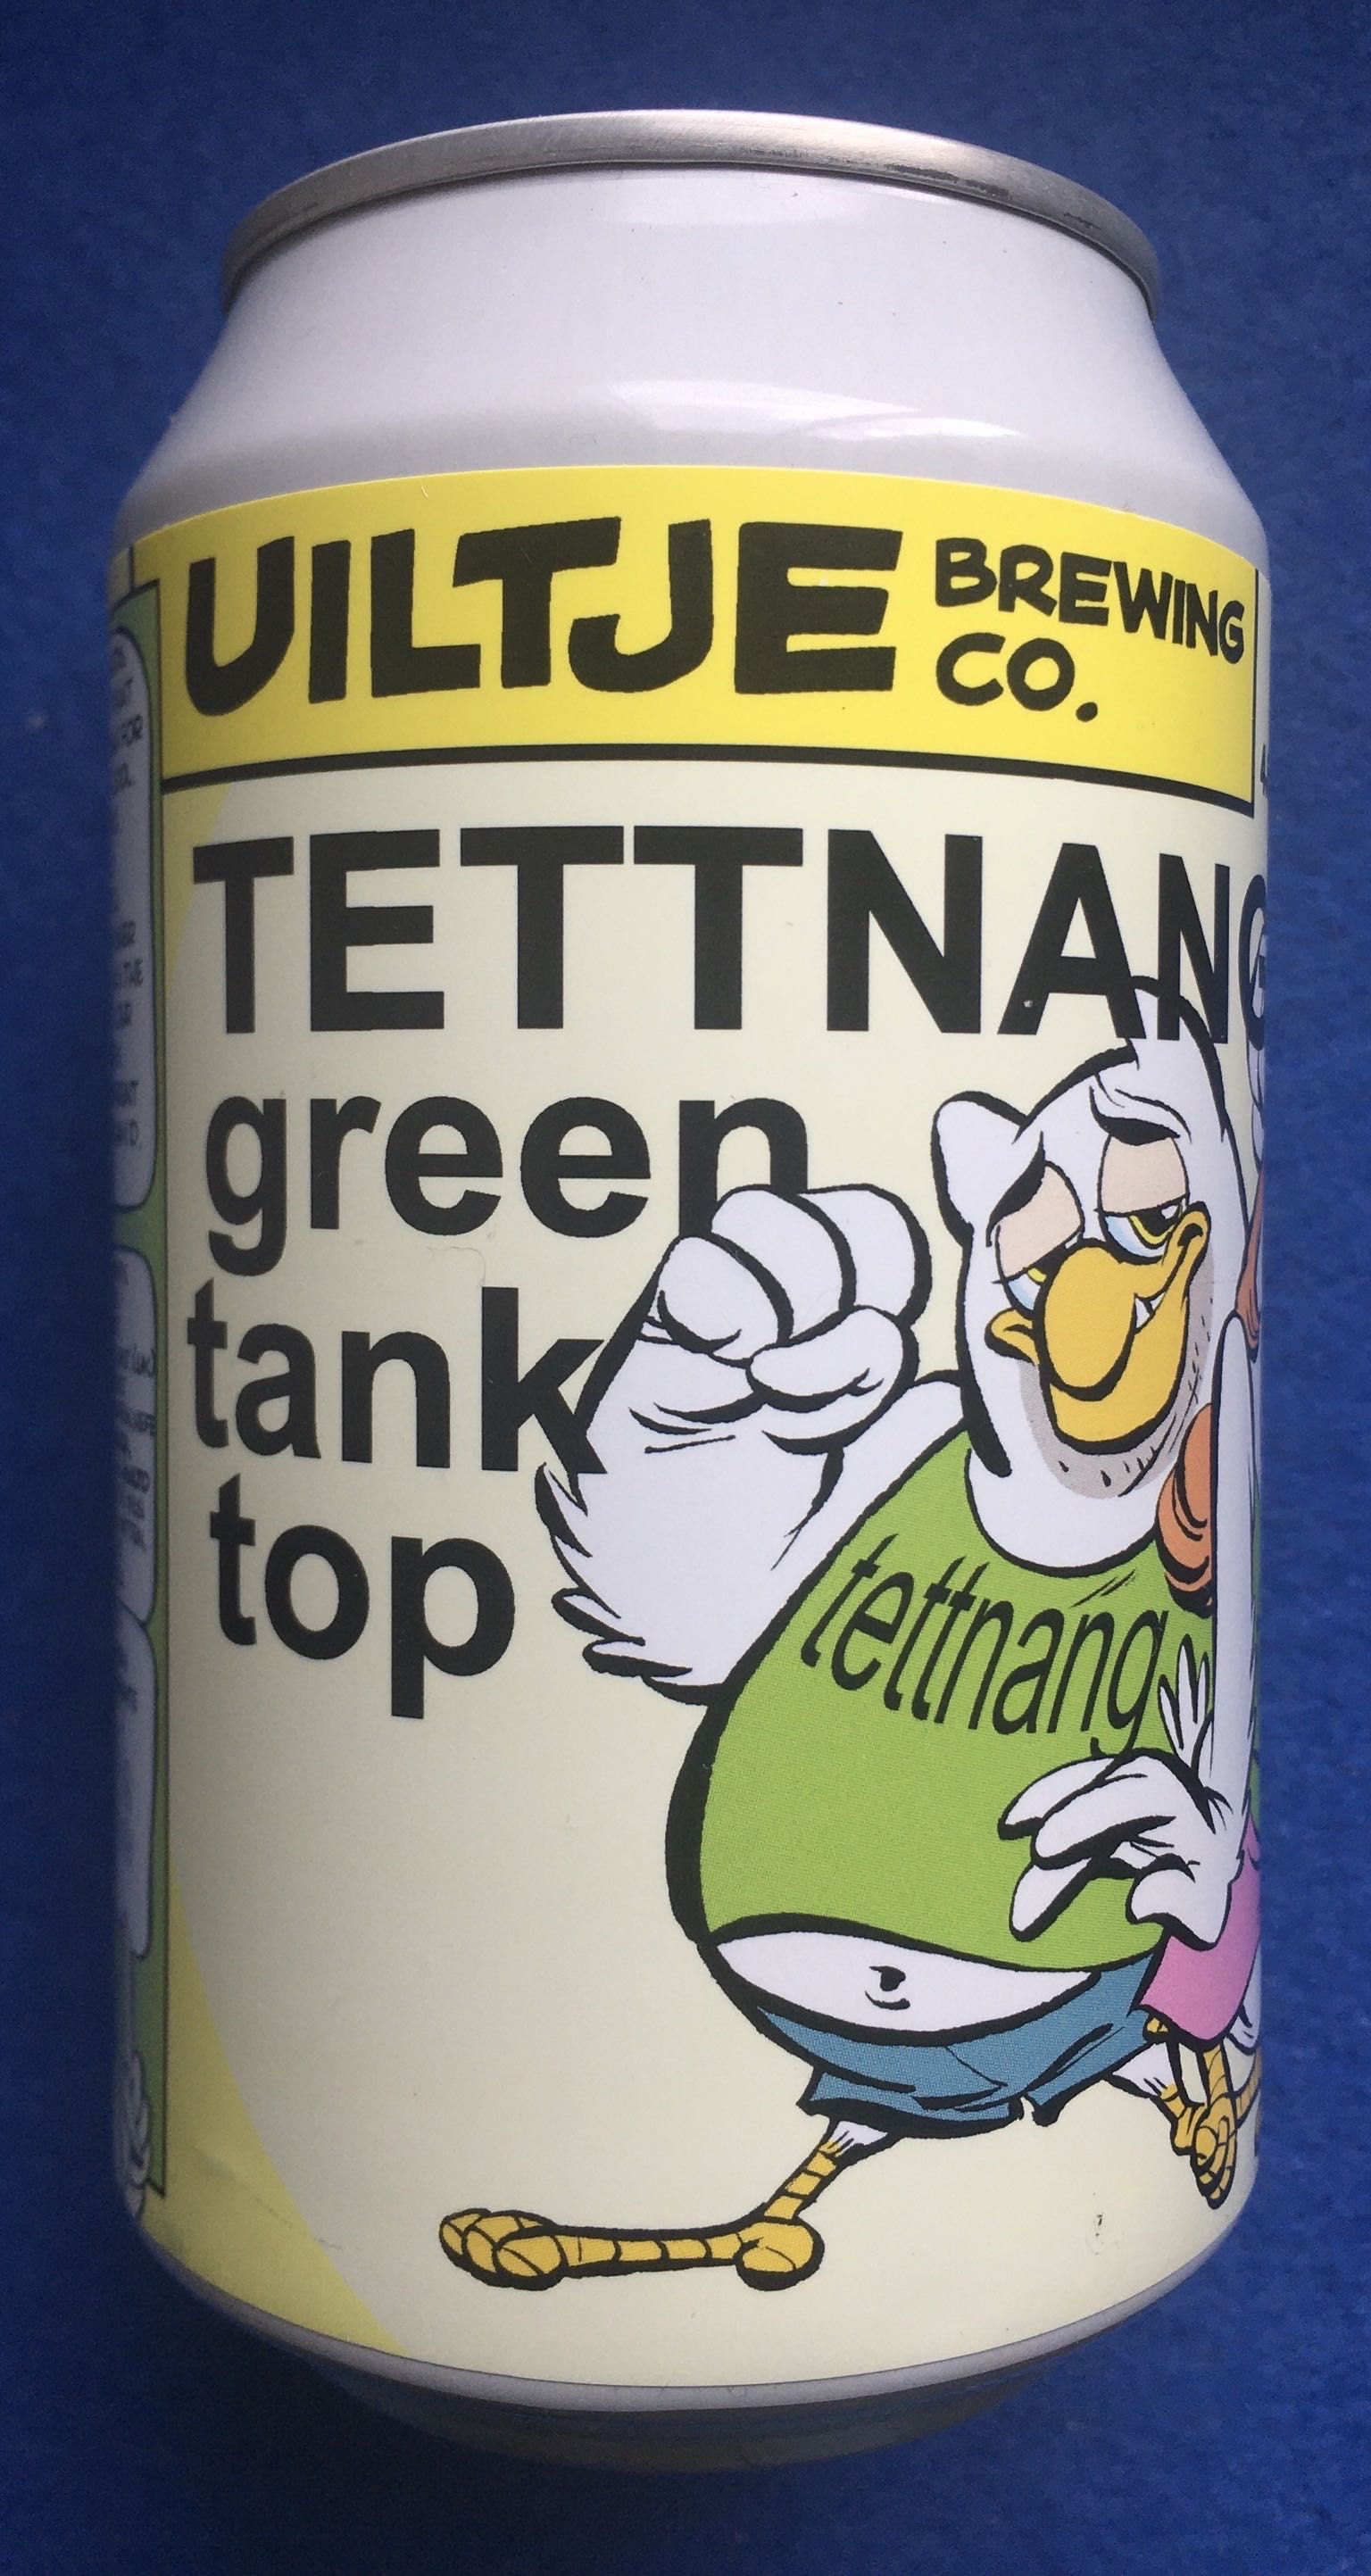 UILTJE BREWING
CO.
TETTNANG
green
tank
top
tettnang